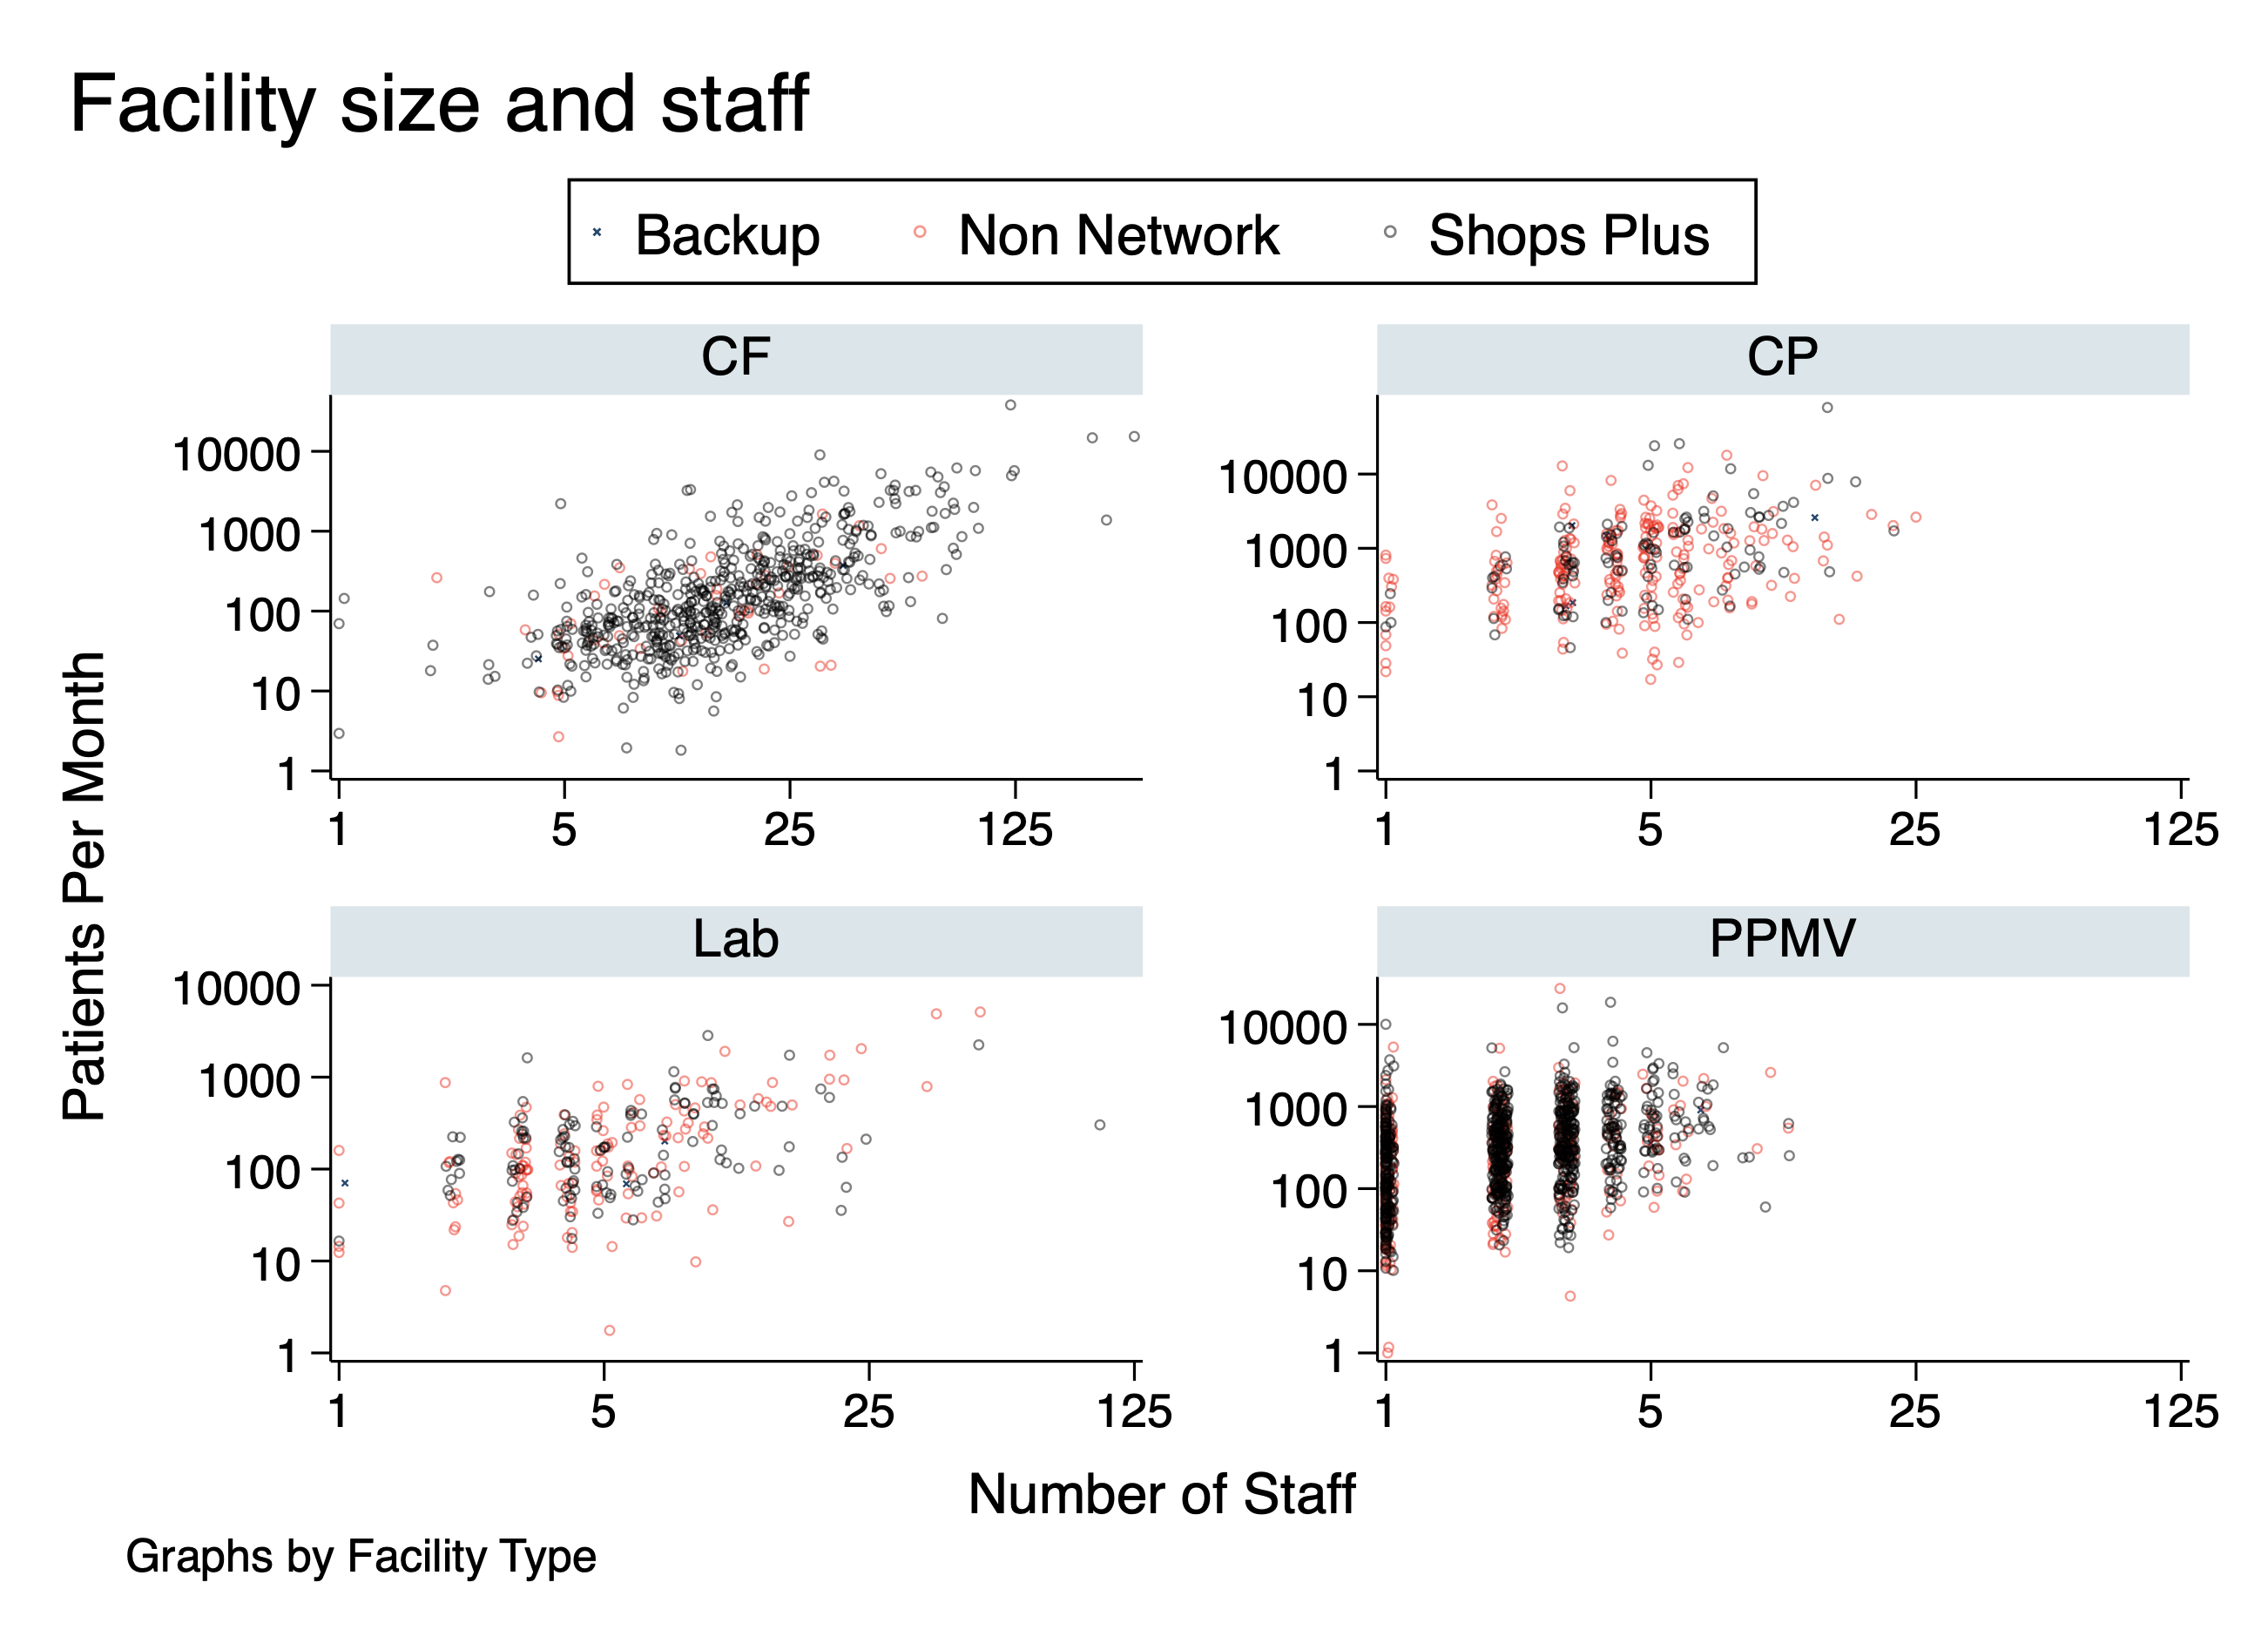 Facility size and staff
Backup Non Network Shops Plus
CF
CP
10000
1000
100
10
1
1 5 25 125
10000
1000
100
10
1
1 5 25 125
Lab
PPMV
10000
1000
100
10
1
1 5 25 125
10000
1000
100
10
1
1 5 25 125
Patients Per Month
Number of Staff
Graphs by Facility Type